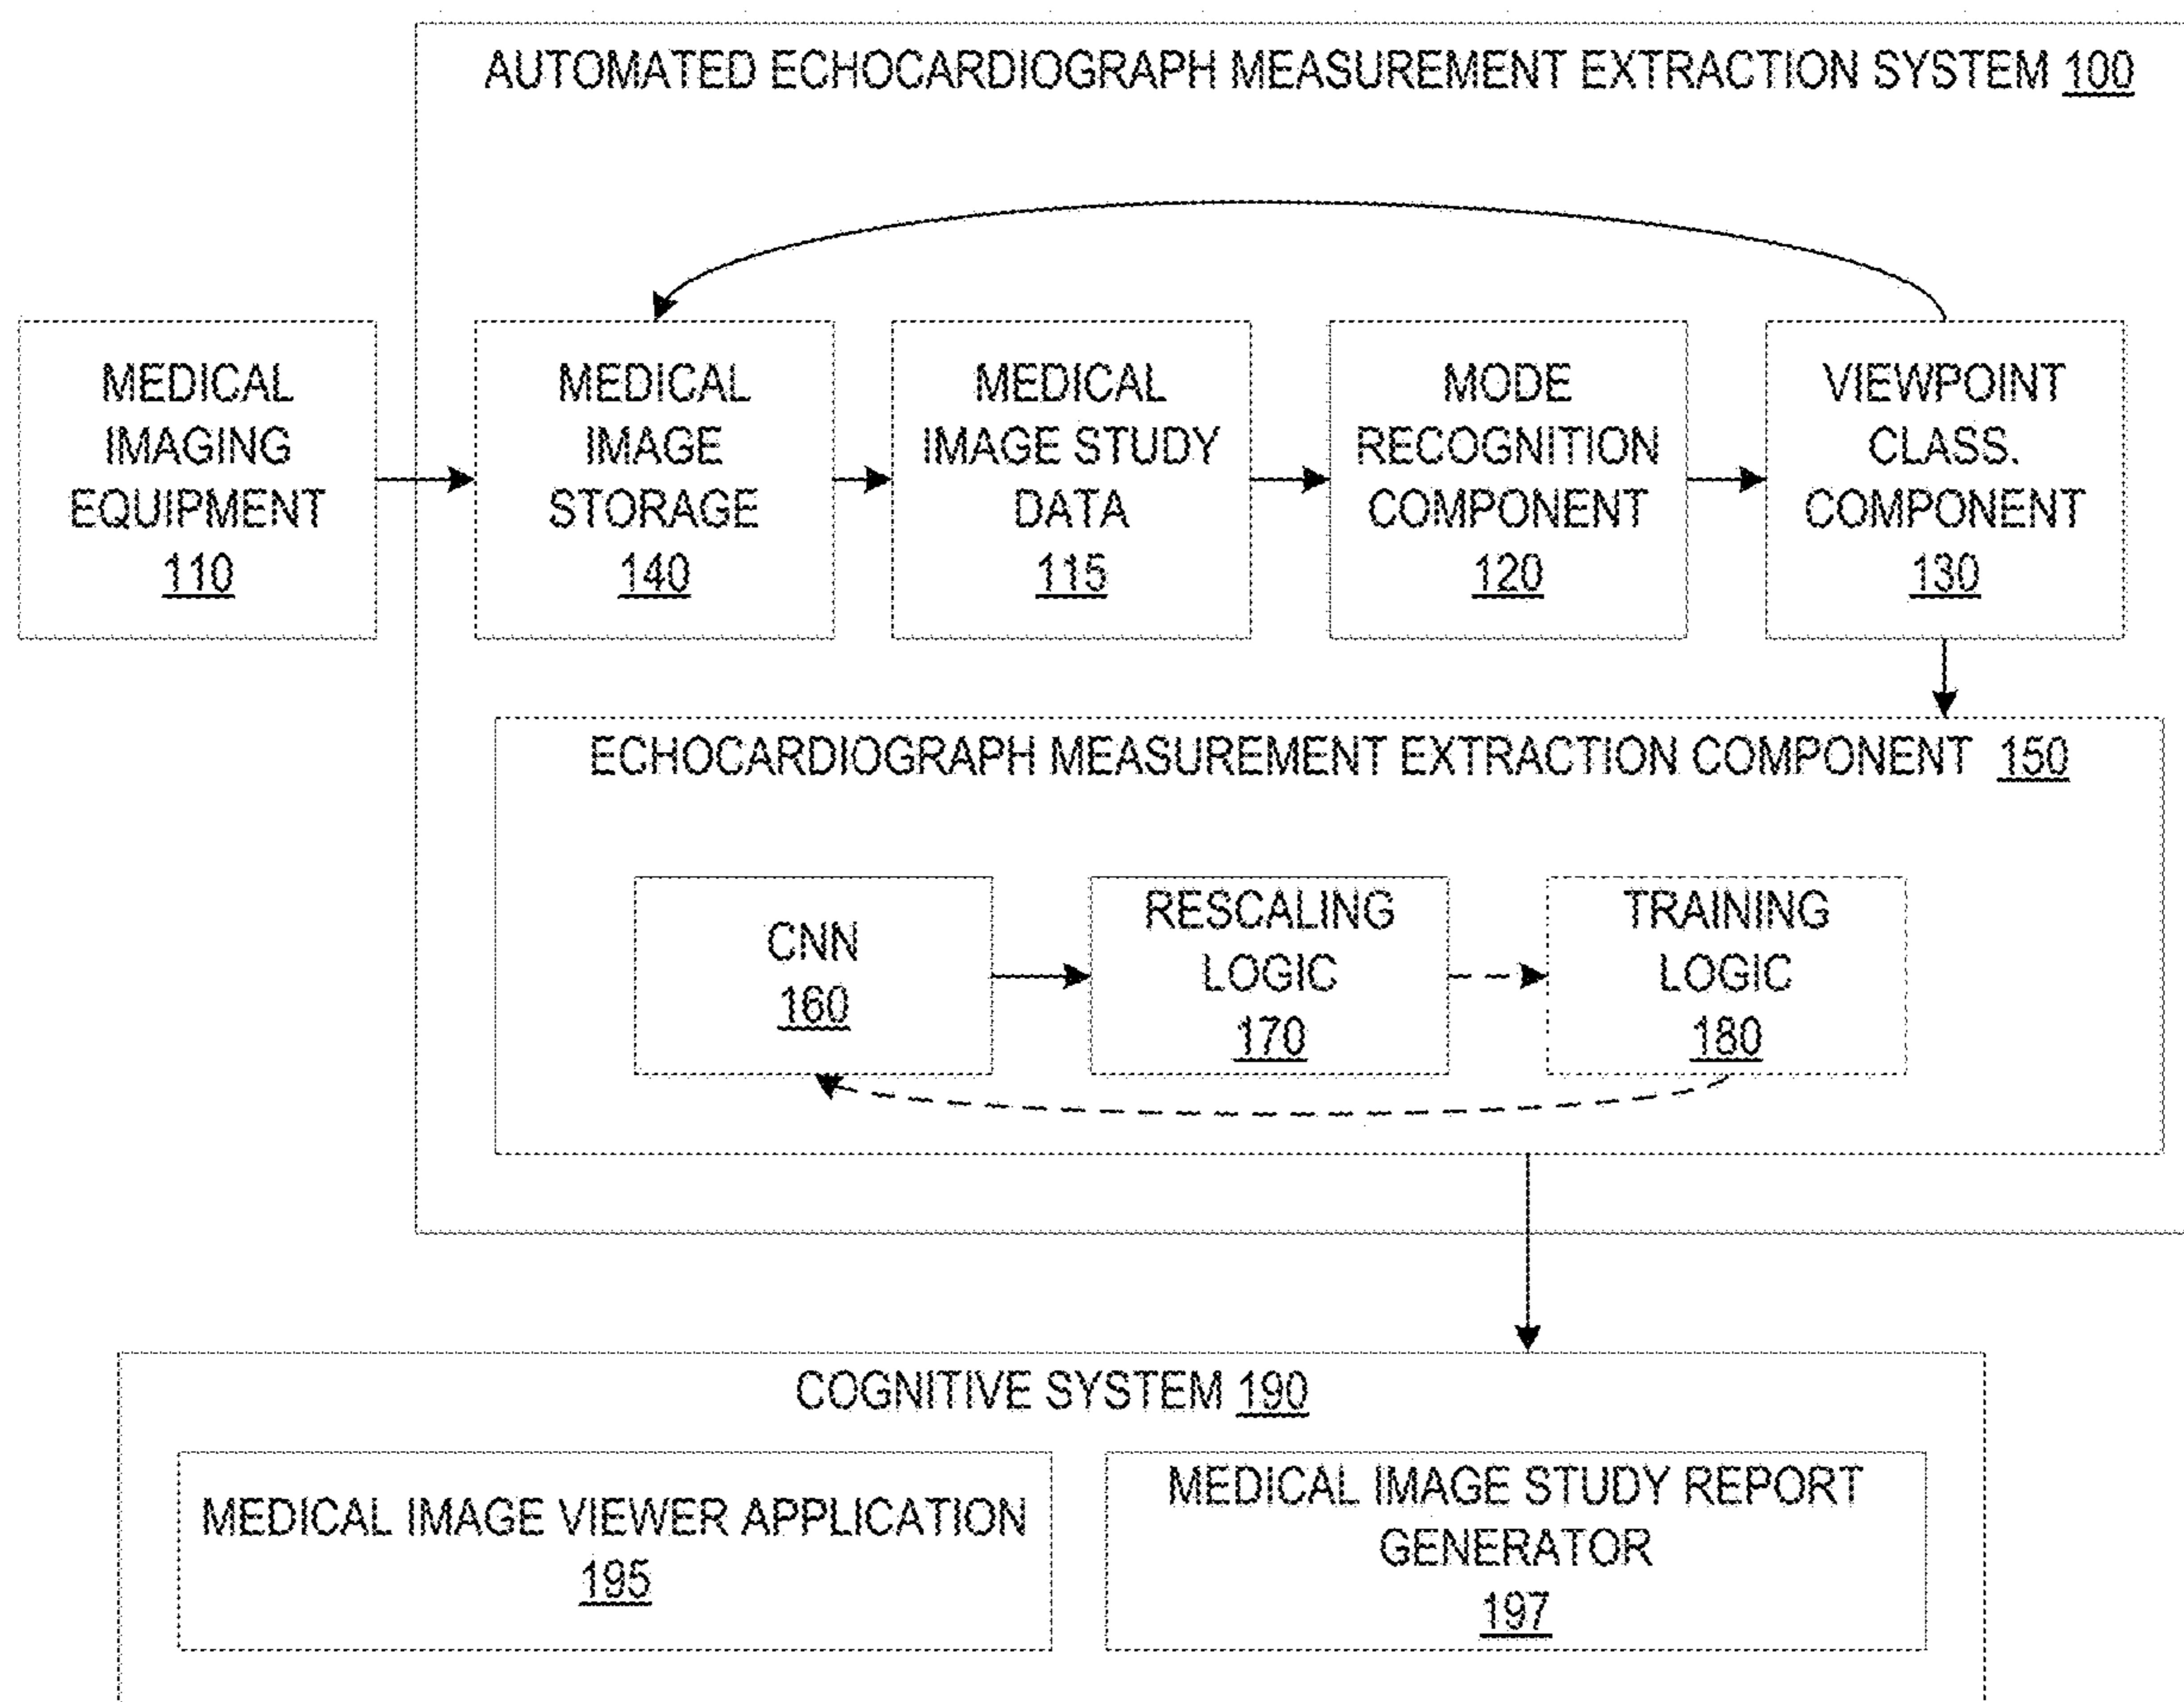 AUTOMATED ECHOCARDIOGRAPH MEASUREMENT EXTRACTION SYSTEM 100
MEDICAL
IMAGING
EQUIPMENT
110
MEDICAL
IMAGE
STORAGE
140
MEDICAL
IMAGE STUDY
DATA
115
MODE
RECOGNITION
COMPONENT
120
VIEWPOINT
CLASS.
COMPONENT
130
ECHOCARDIOGRAPH MEASUREMENT EXTRACTION COMPONENT 150
CNN
160
RESCALING
LOGIC
170
TRAINING
LOGIC
180
COGNITIVE SYSTEM 190
MEDICAL IMAGE VIEWER APPLICATION
195
MEDICAL IMAGE STUDY REPORT
GENERATOR
197